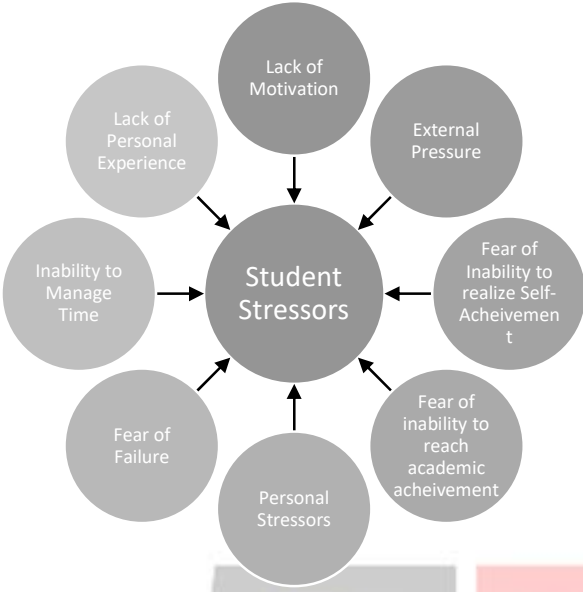 Lack of
Motivation
External
Pressure
Fear of
Inability to
realize Self-
Acheivemen
t
Fear of
inability to
reach
academic
acheivement
Personal
Stressors
Fear of
Failure
Inability to
Manage
Time
Lack of
Personal
Experience
Student
Stressors